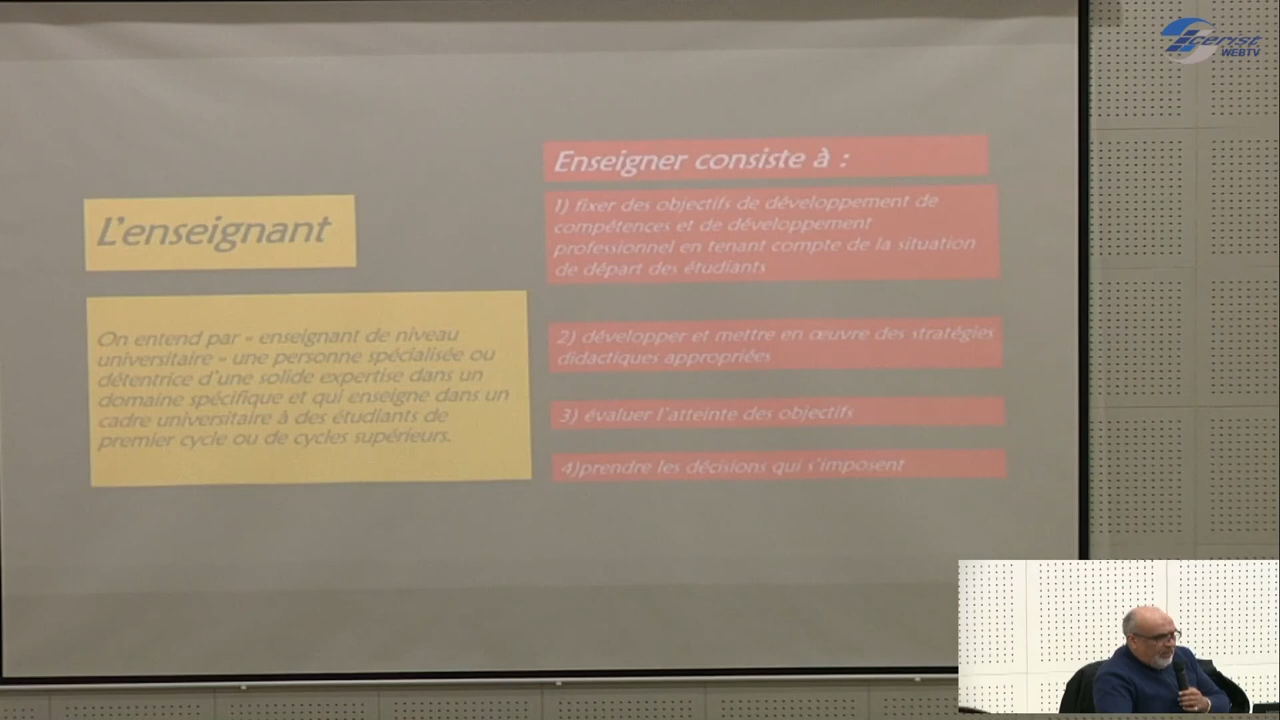 L'enseignant
On entend par « enseignant de niveau
universitaire » une personne spécialisée ou
détentrice d'une solide expertise dans un
domaine spécifique et qui enseigne dans un
cadre universitaire à des étudiants de
premier cycle ou de cycles supérieurs.
Enseigner consiste à :
1) fixer des objectifs de développement de
compétences et de développement
professionnel en tenant compte de la situation
de départ des étudiants
2) développer et mettre en œuvre des stratégies
didactiques appropriées
3) évaluer l'atteinte des objectifs
4)prendre les décisions qui s'imposent
cerist
WEBTV